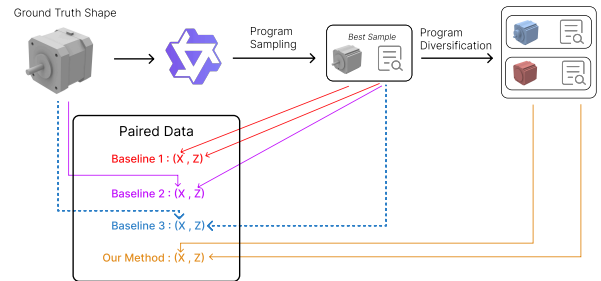 Ground Truth Shape
Program
Sampling
Best Sample
Program
Diversification
Paired Data
Baseline 1 : (X , Z)
Baseline 2 : (X , Z)
Baseline 3 : (X , Z)
Our Method : (X , Z)